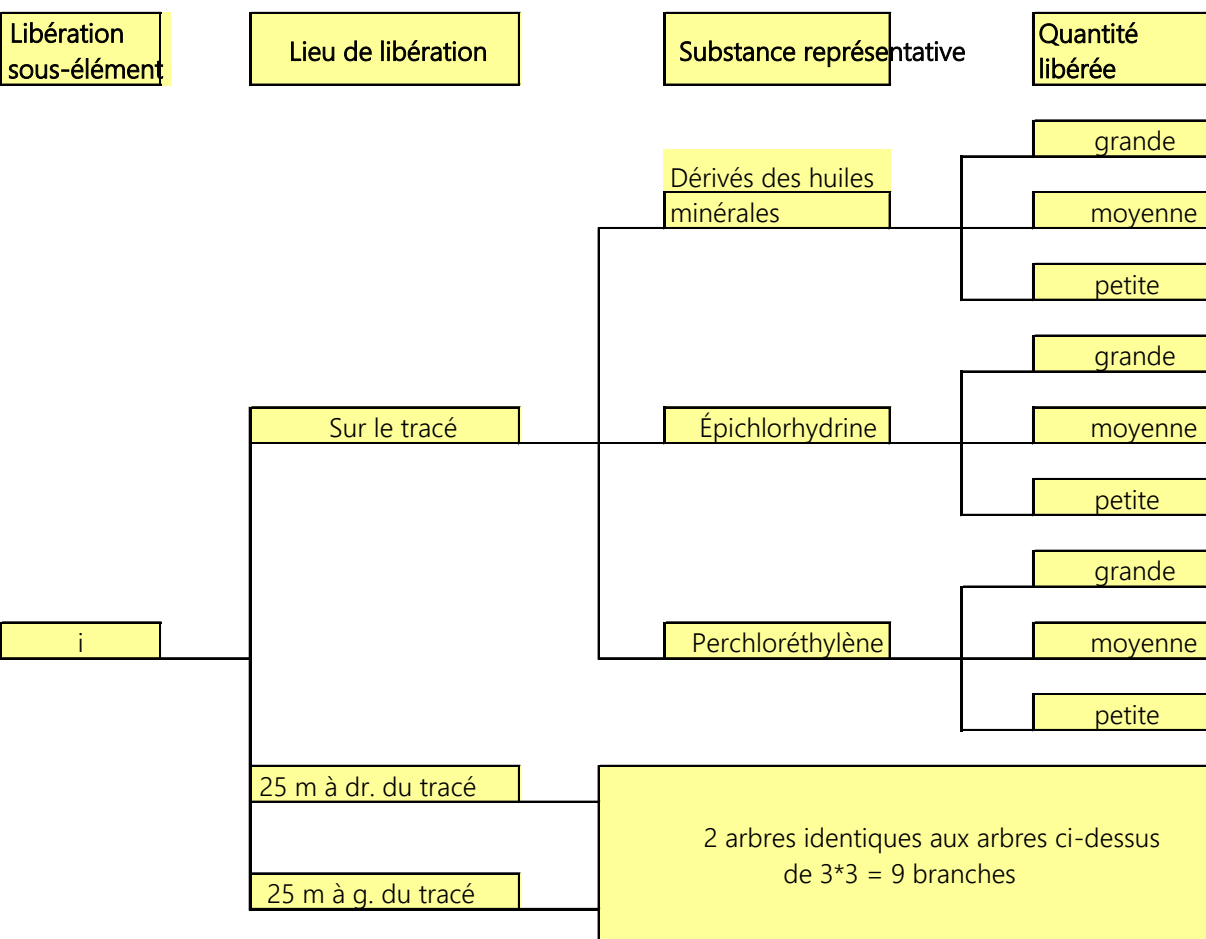 Libération
sous-élément
Lieu de libération
Substance représentative
Quantité
libérée
grande
Dérivés des huiles
minérales
moyenne
petite
grande
Sur le tracé
Épichlorhydrine
moyenne
petite
grande
i
Perchloréthylène
moyenne
petite
25 m à dr. du tracé
2 arbres identiques aux arbres ci-dessus
de 3*3 = 9 branches
25 m à g. du tracé